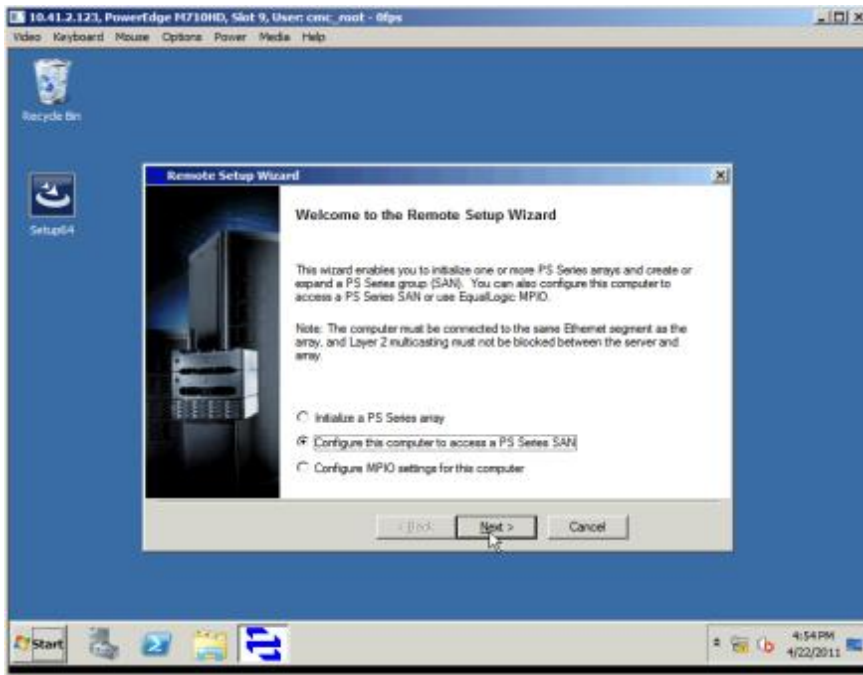 10.41.2.123, PowerEdge M710HD, Slot 9, User: cmc_root - 0fps
Video Keyboard Mouse Options Power Media Help
Recycle Bin
Setup64
Remote Setup Wizard
Welcome to the Remote Setup Wizard
This wizard enables you to initialize one or more PS Series arrays and create or
expand a PS Series group (SAN). You can also configure this computer to
access a PS Series SAN or use EqualLogic MPIO.
Note: The computer must be connected to the same Ethernet segment as the
array, and Layer 2 multicasting must not be blocked between the server and
array.
Initialize a PS Series array
Configure this computer to access a PS Series SAN
Configure MPIO settings for this computer
< Back Next > Cancel
Start
4:54 PM
4/22/2011